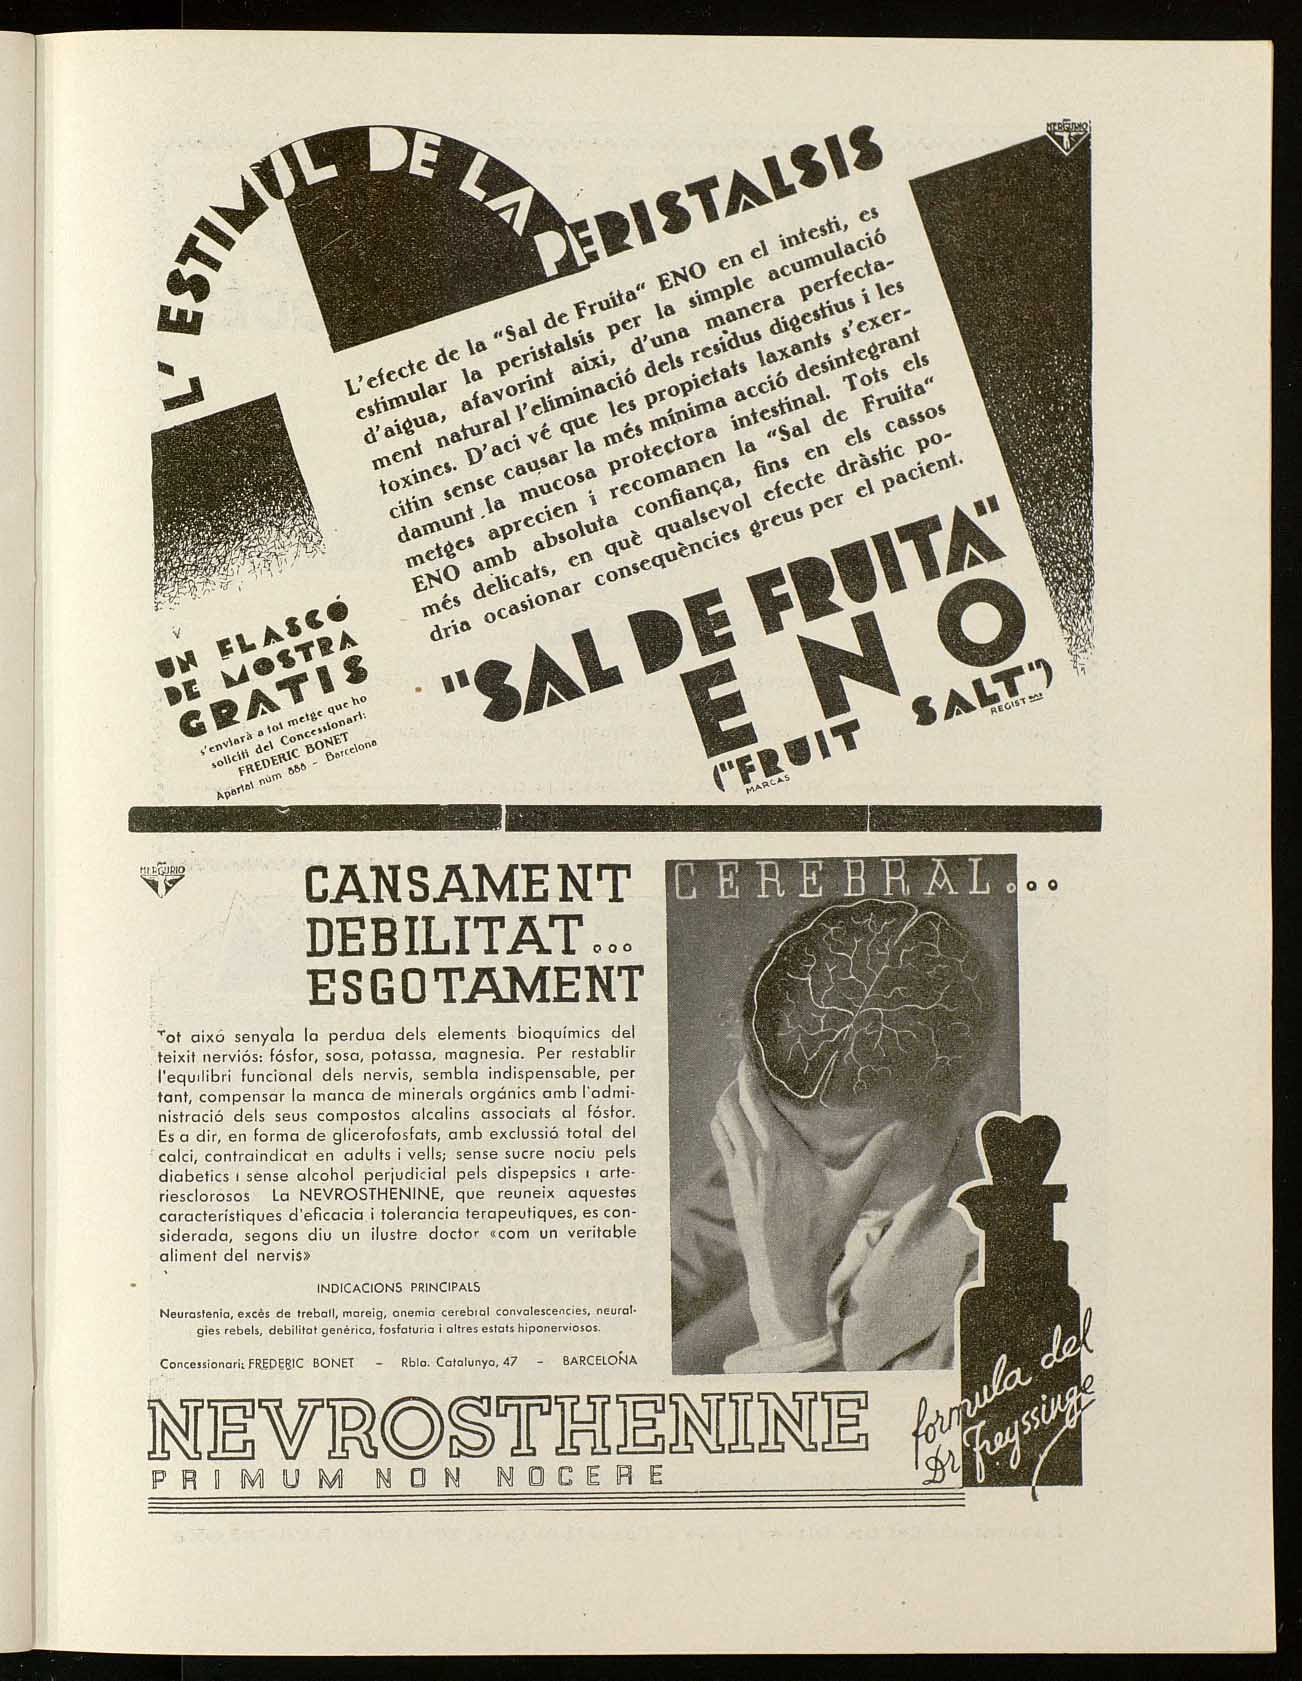 L'ESTIMUL DE LA PERISTALSIS
MERCURIO
L'efecte de la "Sal de Fruita" ENO en el intesti, es
estimular la peristalsis per la simple acumulació
d'aigua, afavorint aixi, d'una manera perfecta-
ment natural l'eliminació dels residus digestius i les
toxines. D'aci vé que les propietats laxants s'exer-
citin sense causar la més mínima acció desintegrant
damunt la mucosa protectora intestinal. Tots els
metges aprecien i recomanen la "Sal de Fruita"
ENO amb absoluta confiança, fins en els cassos
més delicats, en què qualsevol efecte dràstic po-
dria ocasionar conseqüències greus per el pacient.
UN FLASCÓ
DE MOSTRA
GRATIS
s'enviarà a tot metge que ho
soliciti del Concessionari:
FREDERIC BONET
Apartat núm 888 - Barcelona
"SAL DE FRUITA"
ENO
("FRUIT SALT")
MARCAS REGIST
MERCURIO
CANSAMENT CEREBRAL...
DEBILITAT...
ESGOTAMENT
Tot aixó senyala la perdua dels elements bioquímics del
teixit nerviós: fósfor, sosa, potassa, magnesia. Per restablir
l'equilibri funcional dels nervis, sembla indispensable, per
tant, compensar la manca de minerals orgánics amb l'admi-
nistració dels seus compostos alcalins associats al fósfor.
Es a dir, en forma de glicerofosfats, amb exclussió total del
calci, contraindicat en adults i vells; sense sucre nociu pels
diabetics i sense alcohol perjudicial pels dispepsics i arte-
riesclorosos La NEVROSTHENINE, que reuneix aquestes
característiques d'eficacia i tolerancia terapeutiques, es con-
siderada, segons diu un ilustre doctor «com un veritable
aliment del nervis»
INDICACIONS PRINCIPALS
Neurastenia, excès de treball, mareig, anemia cerebral convalescencies, neural-
gies rebels, debilitat genérica, fosfaturia i altres estats hiponerviosos.
Concessionari: FREDERIC BONET - Rbla. Catalunya, 47 - BARCELONA
NEVROSTHENINE
PRIMUM NON NOCERE
formula del
Dr Freyssinge